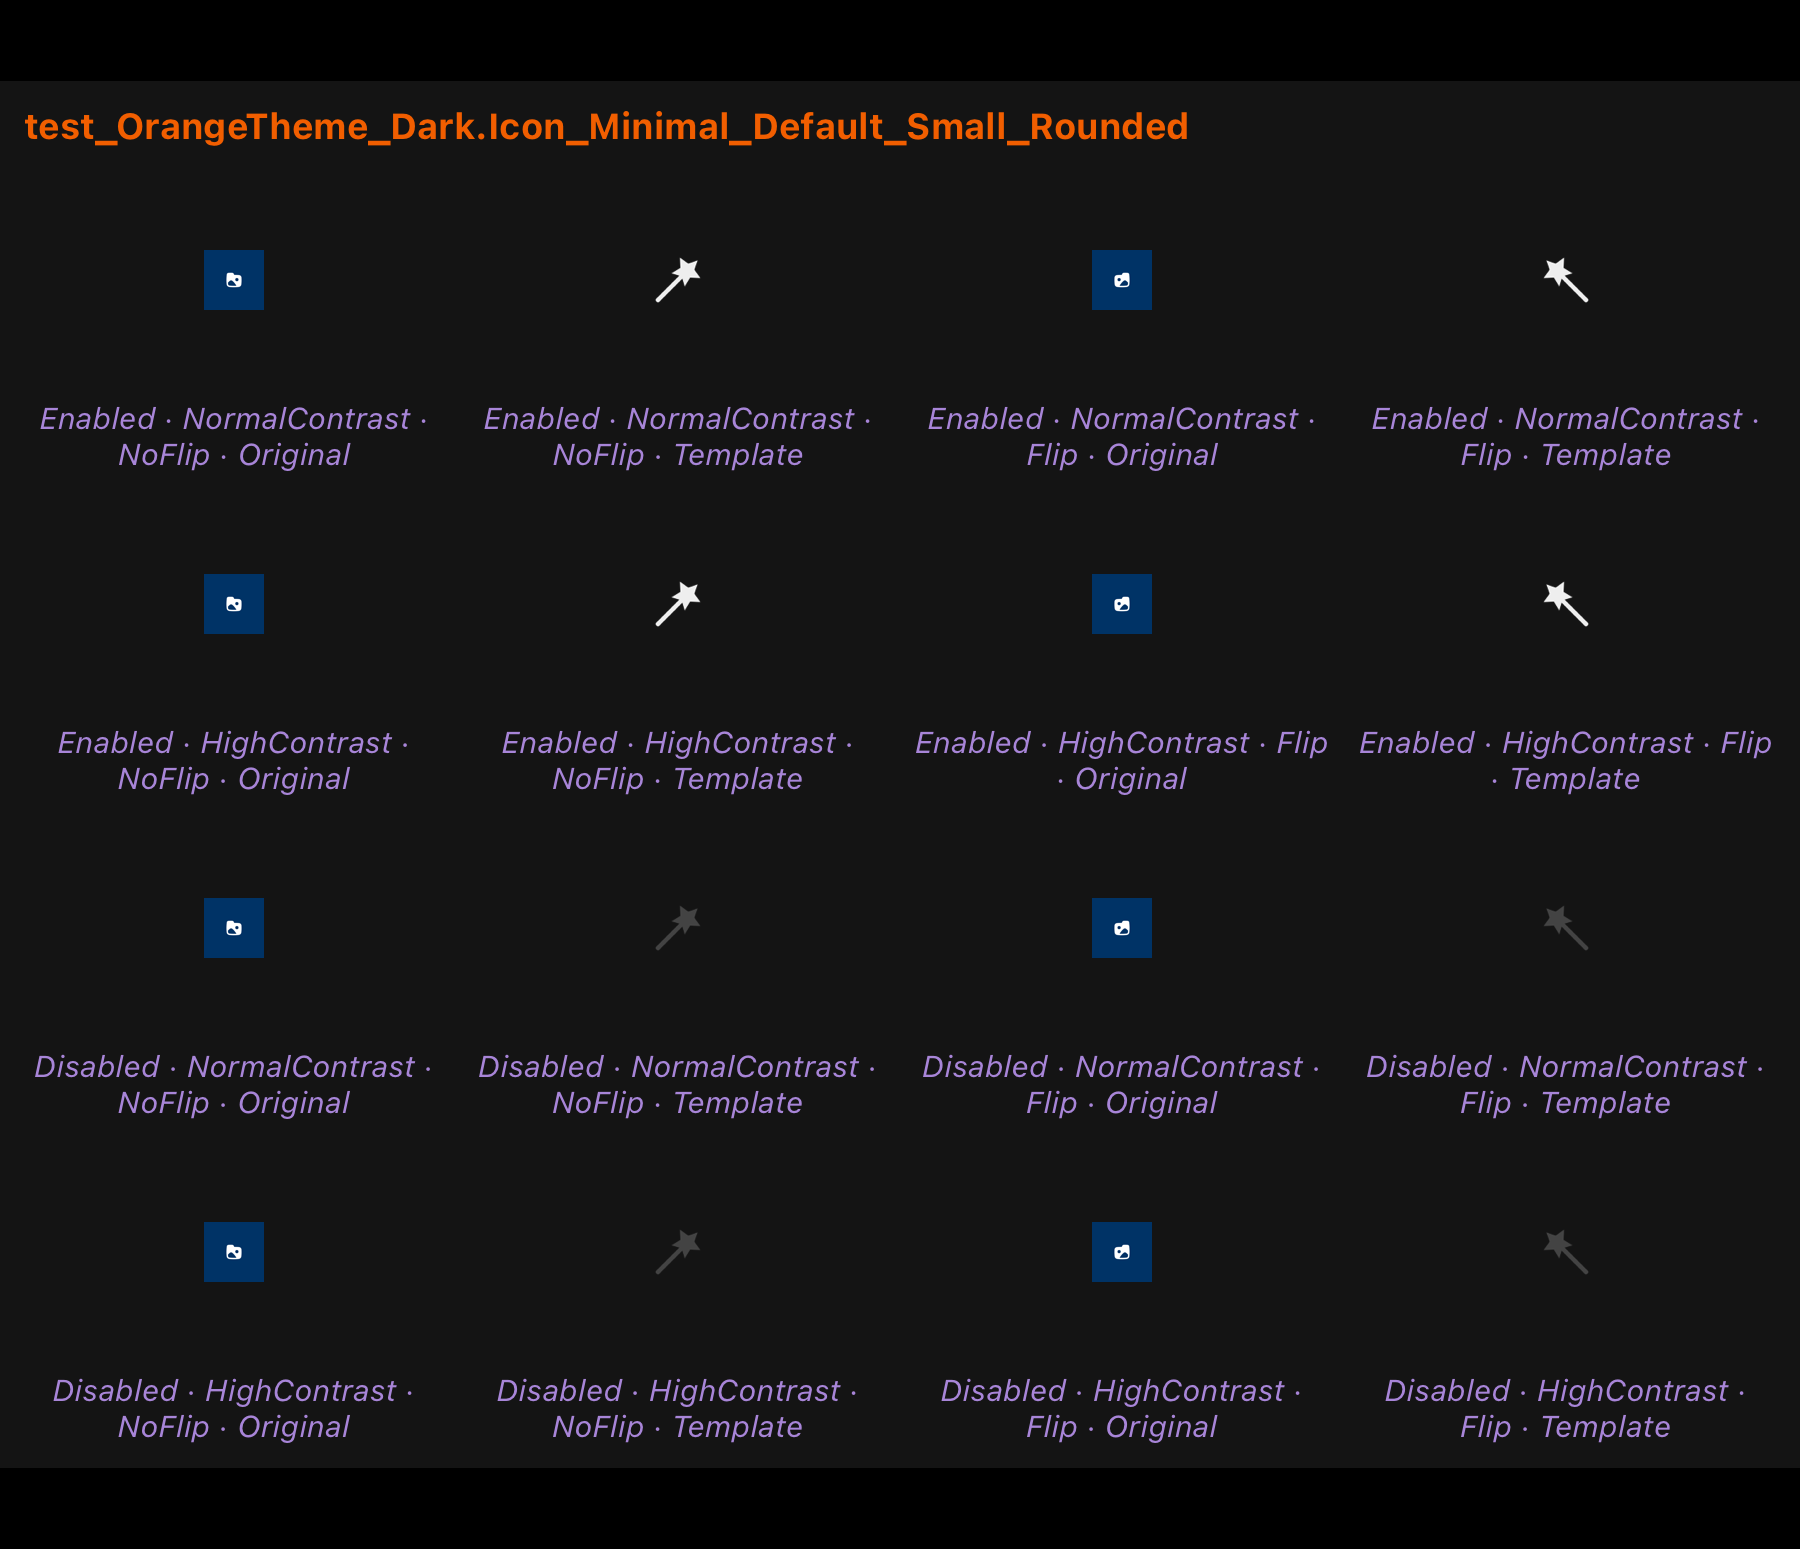 test_OrangeTheme_Dark.Icon_Minimal_Default_Small_Rounded
Enabled · NormalContrast ·
NoFlip · Original
Enabled · NormalContrast ·
NoFlip · Template
Enabled · NormalContrast ·
Flip · Original
Enabled · NormalContrast ·
Flip · Template
Enabled · HighContrast ·
NoFlip · Original
Enabled · HighContrast ·
NoFlip · Template
Enabled · HighContrast · Flip
· Original
Enabled · HighContrast · Flip
· Template
Disabled · NormalContrast ·
NoFlip · Original
Disabled · NormalContrast ·
NoFlip · Template
Disabled · NormalContrast ·
Flip · Original
Disabled · NormalContrast ·
Flip · Template
Disabled · HighContrast ·
NoFlip · Original
Disabled · HighContrast ·
NoFlip · Template
Disabled · HighContrast ·
Flip · Original
Disabled · HighContrast ·
Flip · Template